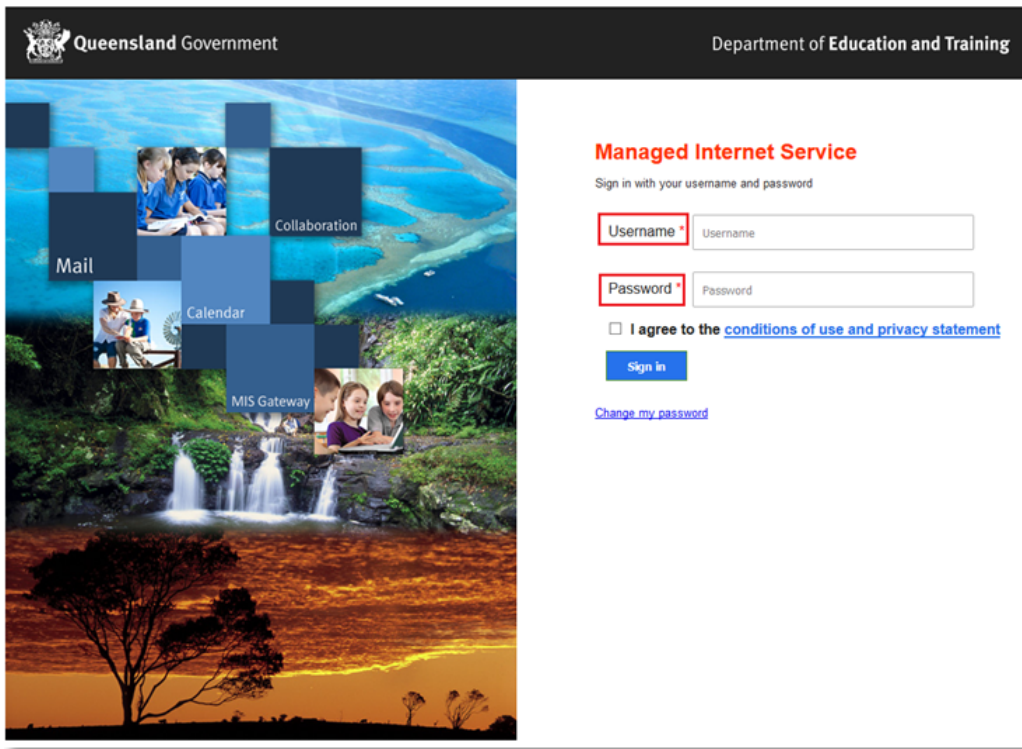 Queensland Government
Department of Education and Training
Mail
Collaboration
Calendar
MIS Gateway
Managed Internet Service
Sign in with your username and password
Username * Username
Password * Password
I agree to the conditions of use and privacy statement
Sign in
Change my password